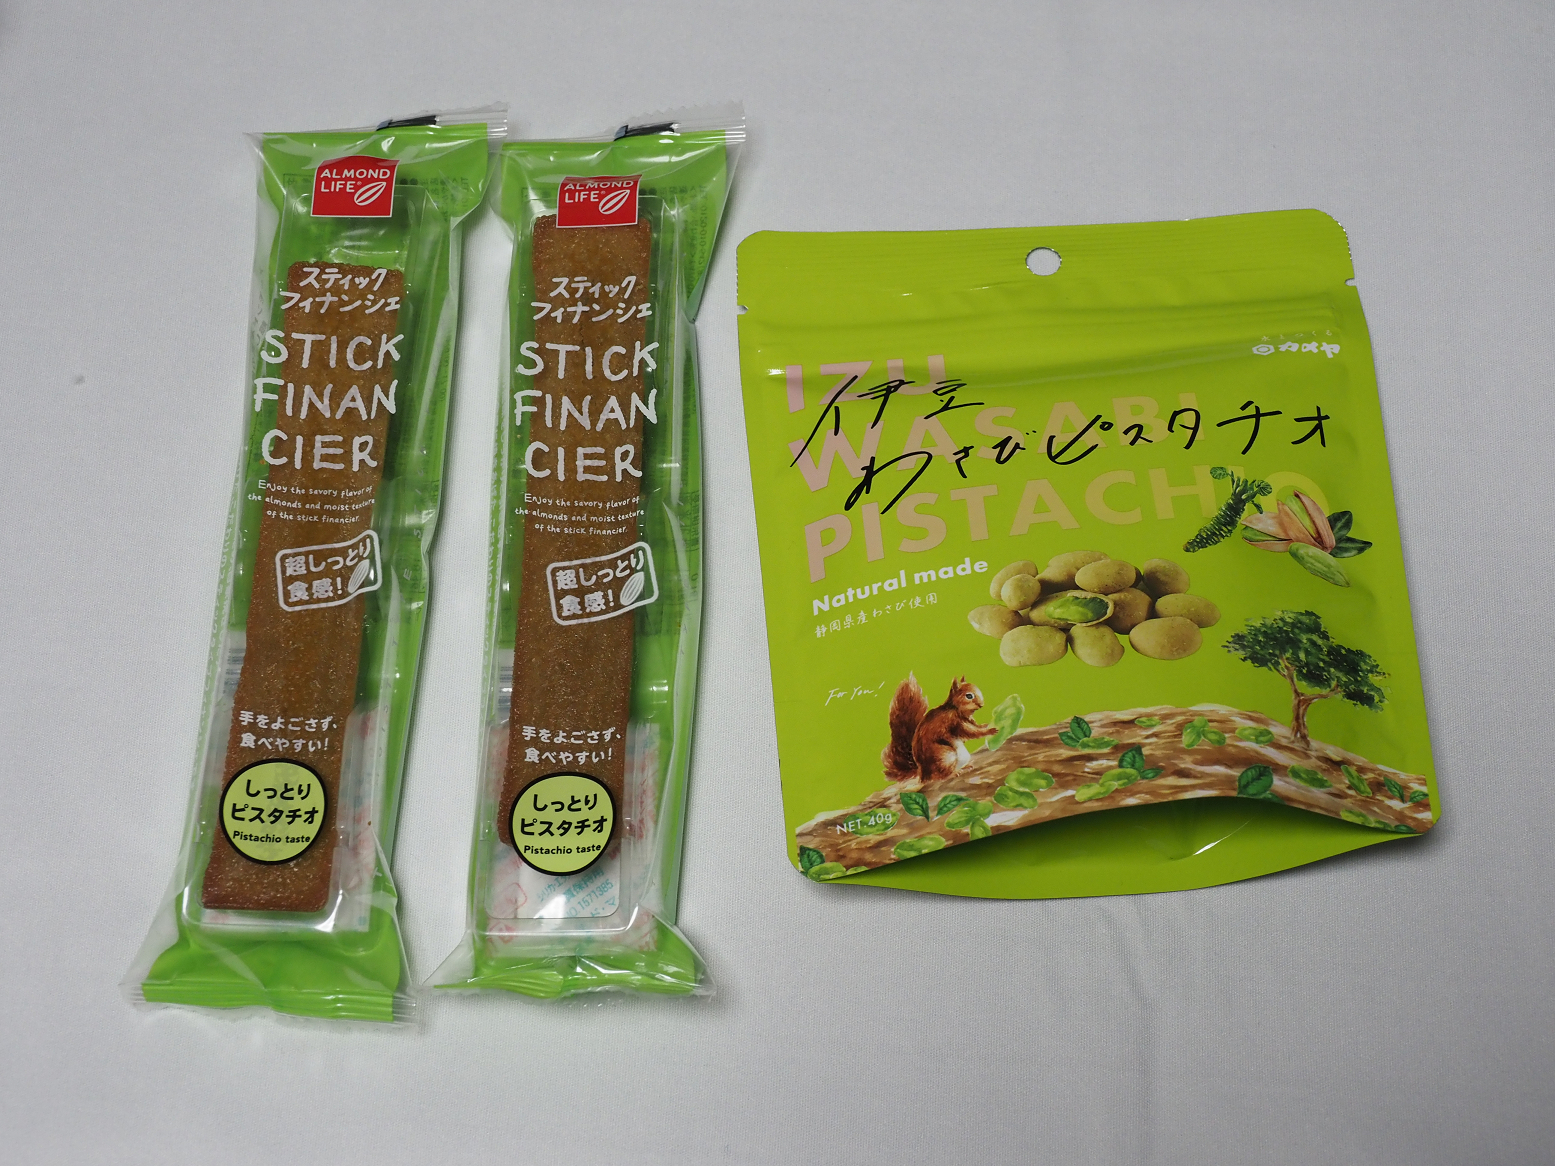 ALMOND
LIFE®
スティック
フィナンシェ
STICK
FINAN
CIER
Enjoy the savory flavor of
the almonds and moist texture
of the stick financier.
超しっとり
食感!
手をよごさず、
食べやすい!
しっとり
ピスタチオ
Pistachio taste
ALMOND
LIFE®
スティック
フィナンシェ
STICK
FINAN
CIER
Enjoy the savory flavor of
the almonds and moist texture
of the stick financier.
超しっとり
食感!
手をよごさず、
食べやすい!
しっとり
ピスタチオ
Pistachio taste
カメヤ
IZU
WASABI
PISTACHIO
伊豆
わさびピスタチオ
Natural made
静岡県産わさび使用
For You!
NET 40g